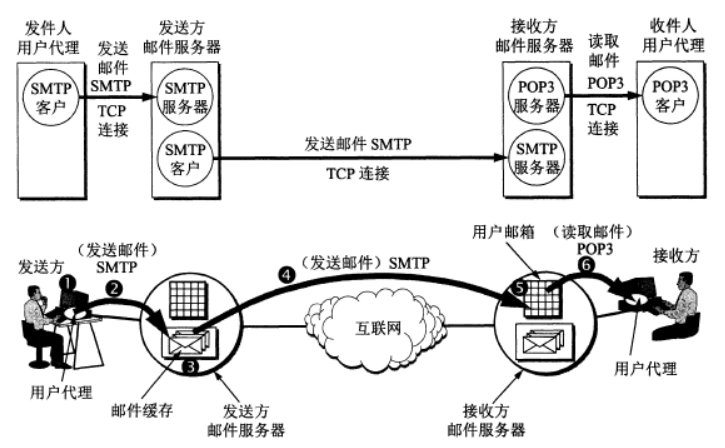 发件人
用户代理
发送
邮件
SMTP
TCP
连接
SMTP
客户
发送方
邮件服务器
SMTP
服务器
SMTP
客户
发送邮件 SMTP
TCP 连接
接收方
邮件服务器
POP3
服务器
SMTP
服务器
读取
邮件
POP3
TCP
连接
收件人
用户代理
POP3
客户
发送方
❶
（发送邮件）
SMTP
❷
❸
❹
（发送邮件）SMTP
用户邮箱
❺
（读取邮件）
POP3
❻
接收方
互联网
用户代理
邮件缓存
发送方
邮件服务器
接收方
邮件服务器
用户代理